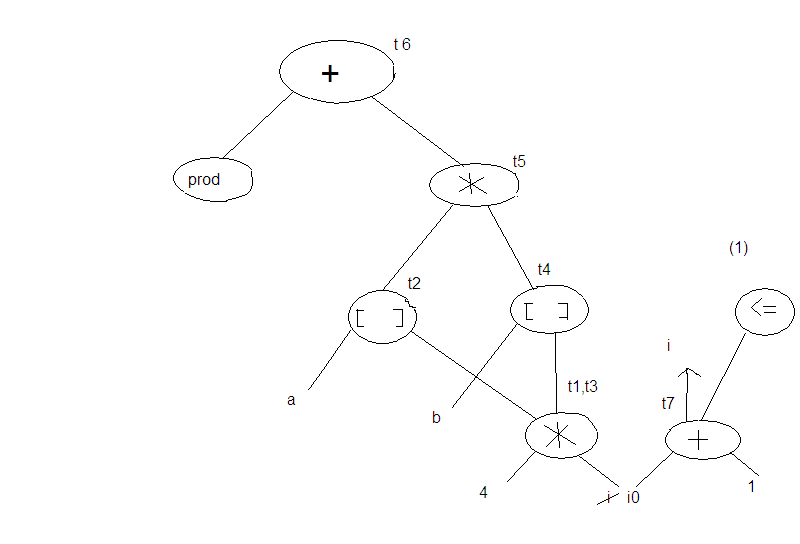 t6
+
t5
prod
*
(1)
t4
t2
<=
[ ]
[ ]
i
t1,t3
a
t7
b
*
+
4
i i0
1